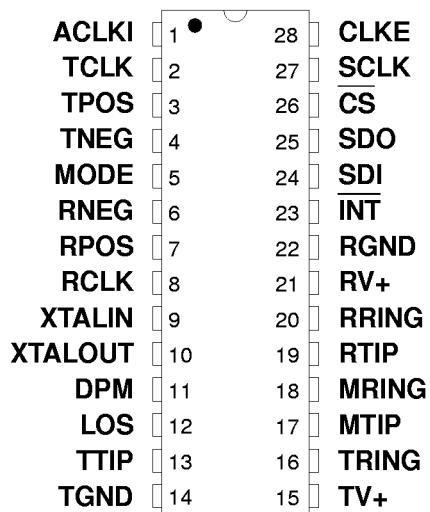 ACLKI 1 28 CLKE
TCLK 2 27 SCLK
TPOS 3 26 C̅S̅
TNEG 4 25 SDO
MODE 5 24 SDI
RNEG 6 23 I̅N̅T̅
RPOS 7 22 RGND
RCLK 8 21 RV+
XTALIN 9 20 RRING
XTALOUT 10 19 RTIP
DPM 11 18 MRING
LOS 12 17 MTIP
TTIP 13 16 TRING
TGND 14 15 TV+